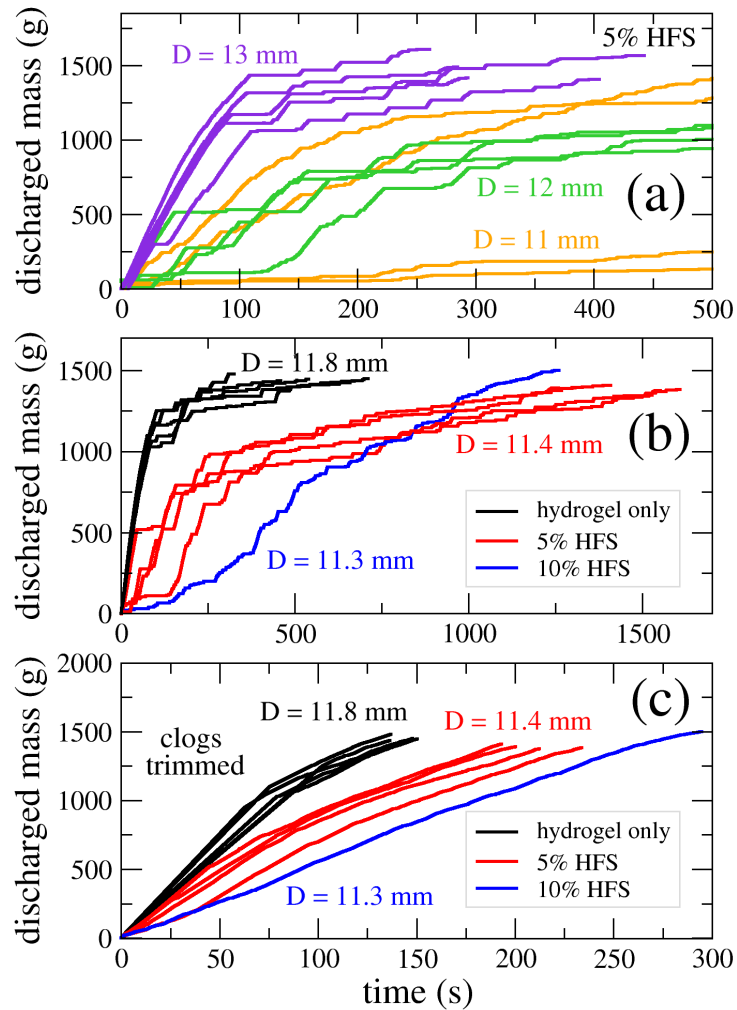 discharged mass (g)
1500
1000
500
0
D = 13 mm
5% HFS
D = 12 mm
(a)
D = 11 mm
0
100
200
300
400
500
discharged mass (g)
1500
1000
500
0
D = 11.8 mm
D = 11.4 mm
(b)
D = 11.3 mm
hydrogel only
5% HFS
10% HFS
0
500
1000
1500
discharged mass (g)
2000
1500
1000
500
0
clogs
trimmed
D = 11.8 mm
D = 11.4 mm
(c)
D = 11.3 mm
hydrogel only
5% HFS
10% HFS
0
50
100
150
200
250
300
time (s)